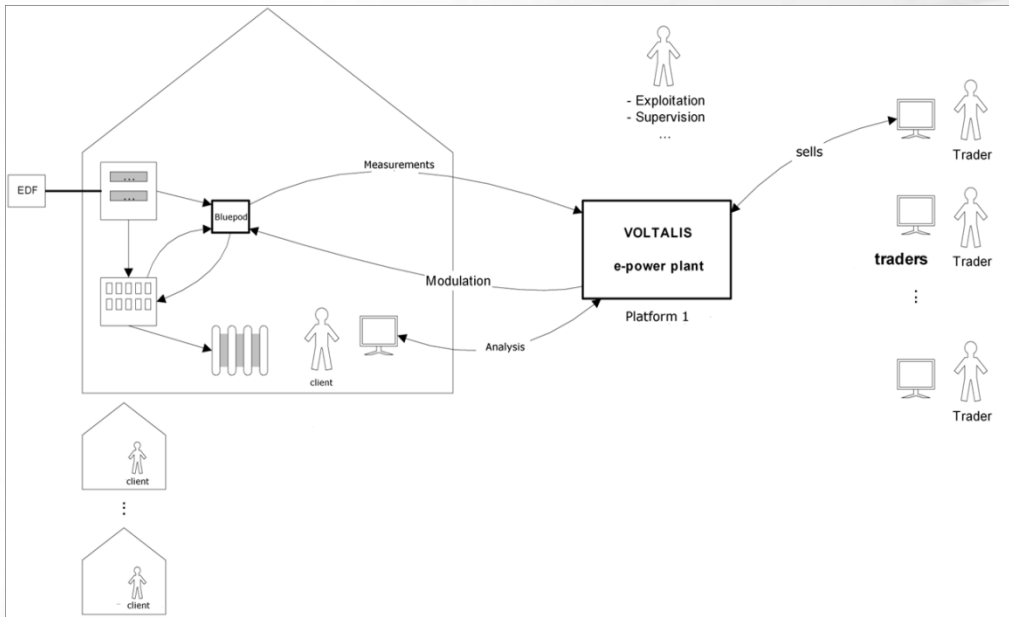 - Exploitation
- Supervision
...
EDF
...
...
Bluepod
Measurements
sells
Trader
VOLTALIS
e-power plant
Platform 1
Modulation
Analysis
client
traders
Trader
⋮
Trader
client
⋮
client